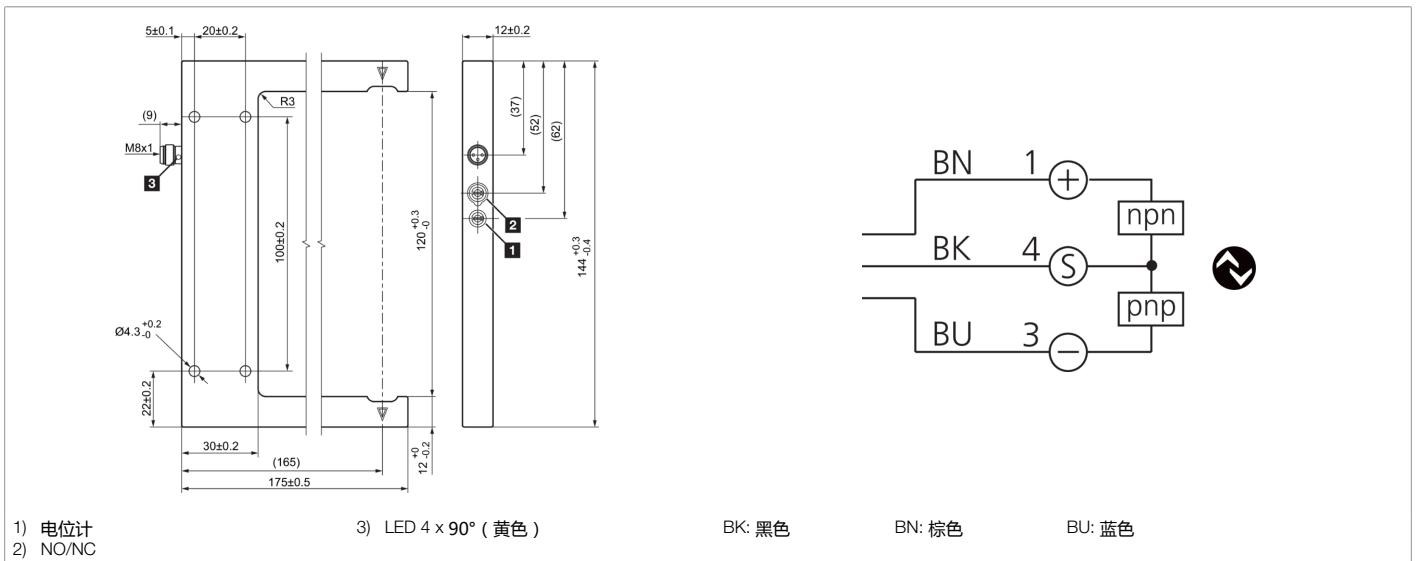 5±0.1
20±0.2
12±0.2
R3
(9)
M8x1
3
(37)
(52)
(62)
2
1
100±0.2
120 +0.3 -0
144 +0.3 -0.4
Ø4.3 +0.2 -0
22±0.2
30±0.2
(165)
175±0.5
12 +0 -0.2
BN 1 +
npn
BK 4 S
pnp
BU 3 −
1) 电位计
2) NO/NC
3) LED 4 x 90° ( 黄色 )
BK: 黑色
BN: 棕色
BU: 蓝色